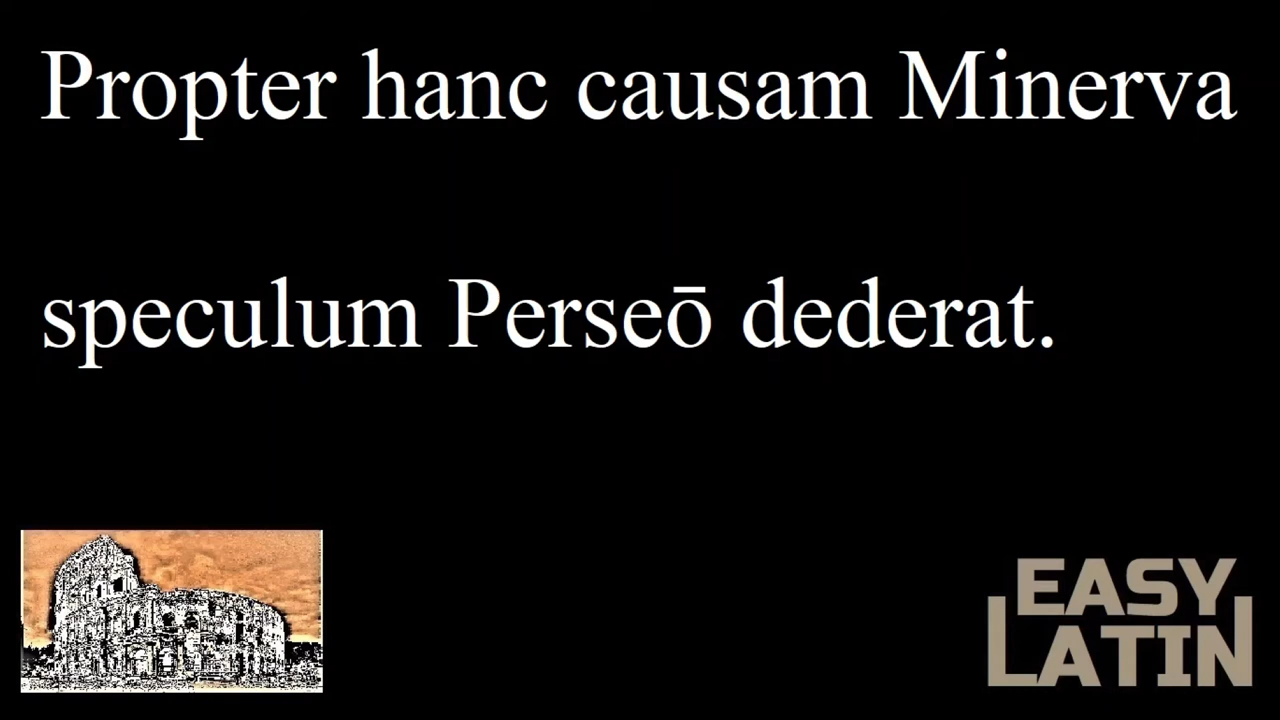 Propter hanc causam Minerva
speculum Perseō dederat.
EASY
LATIN